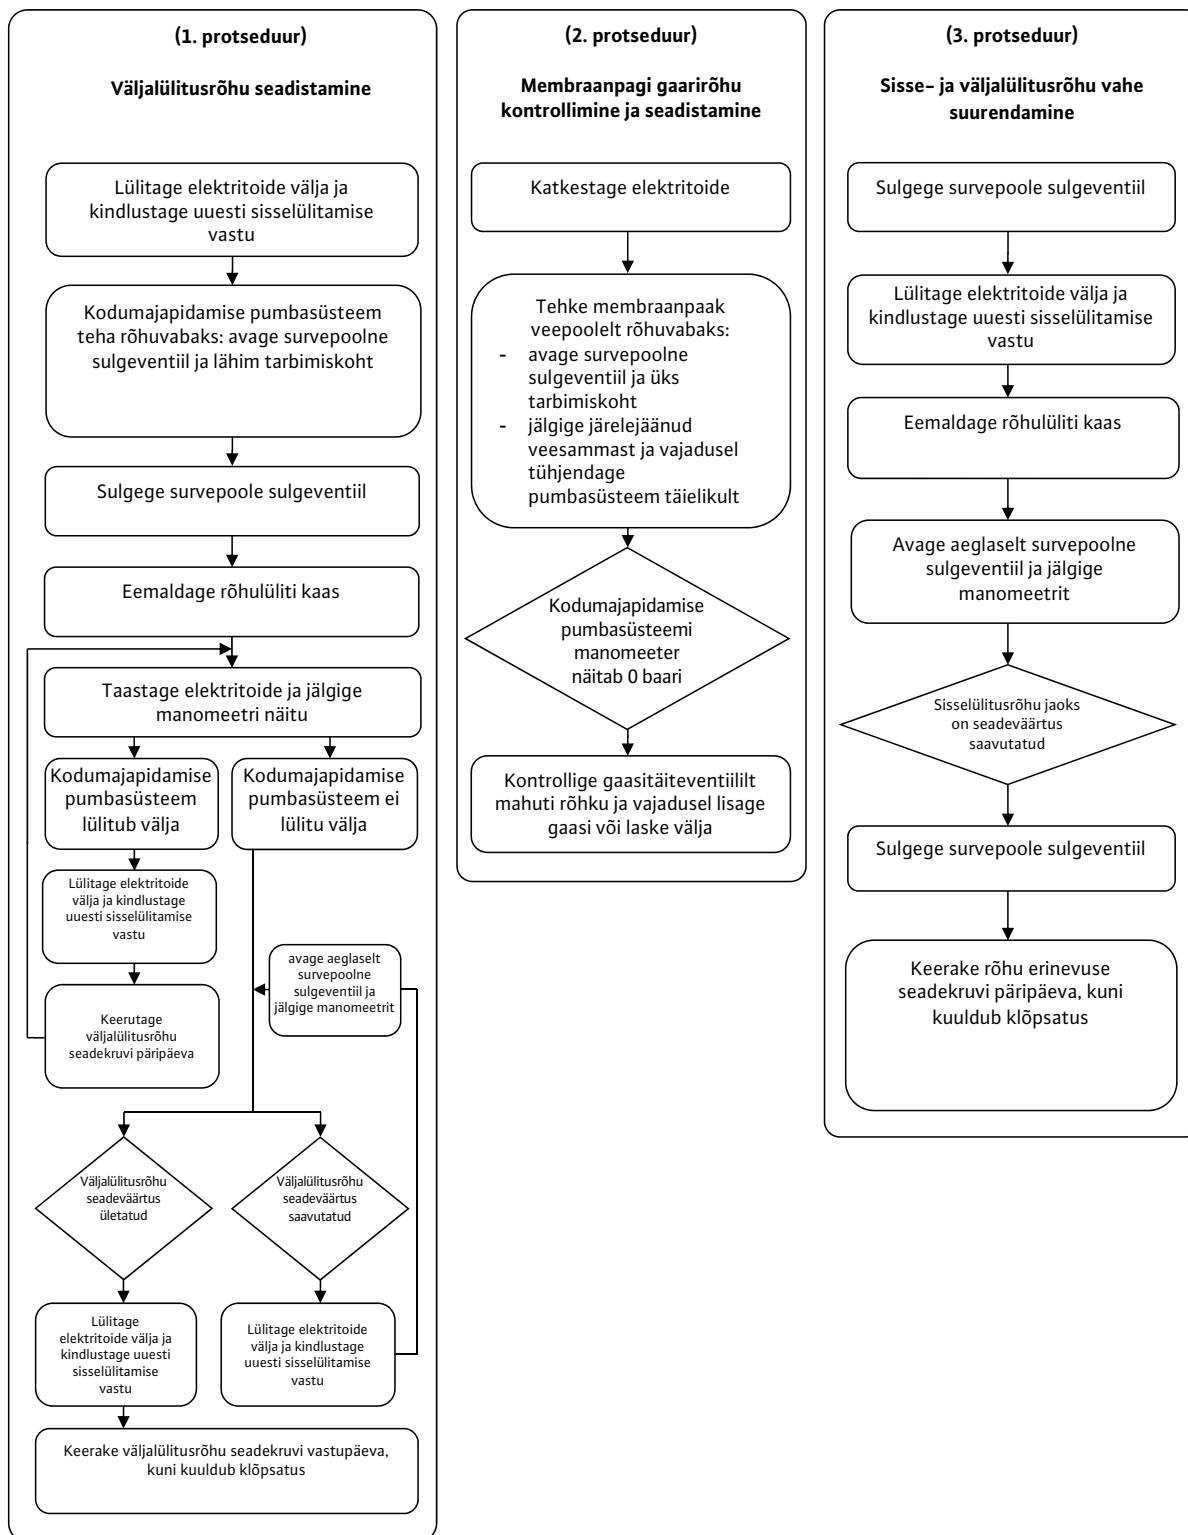 (1. protseduur)
Väljalülitusrõhu seadistamine
Lülitage elektritoide välja ja
kindlustage uuesti sisselülitamise
vastu
Kodumajapidamise pumbasüsteem
teha rõhuvabaks: avage survepoolne
sulgeventiil ja lähim tarbimiskoht
Sulgege survepoole sulgeventiil
Eemaldage rõhulüliti kaas
Taastage elektritoide ja jälgige
manomeetri näitu
Kodumajapidamise
pumbasüsteem
lülitub välja
Kodumajapidamise
pumbasüsteem ei
lülitu välja
Lülitage elektritoide
välja ja kindlustage
uuesti sisselülitamise
vastu
avage aeglaselt
survepoolne
sulgeventiil ja
jälgige manomeetrit
Keerutage
väljalülitusrõhu
seadekruvi päripäeva
Väljalülitusrõhu
seadeväärtus
ületatud
Väljalülitusrõhu
seadeväärtus
saavutatud
Lülitage
elektritoide välja ja
kindlustage uuesti
sisselülitamise
vastu
Lülitage elektritoide
välja ja kindlustage
uuesti sisselülitamise
vastu
Keerake väljalülitusrõhu seadekruvi vastupäeva,
kuni kuuldub klõpsatus
(2. protseduur)
Membraanpagi gaarirõhu
kontrollimine ja seadistamine
Katkestage elektritoide
Tehke membraanpaak
veepoolelt rõhuvabaks:
- avage survepoolne
sulgeventiil ja üks
tarbimiskoht
- jälgige järelejäänud
veesammast ja vajadusel
tühjendage
pumbasüsteem täielikult
Kodumajapidamise
pumbasüsteemi
manomeeter
näitab 0 baari
Kontrollige gaasitäiteventiililt
mahuti rõhku ja vajadusel lisage
gaasi või laske välja
(3. protseduur)
Sisse- ja väljalülitusrõhu vahe
suurendamine
Sulgege survepoole sulgeventiil
Lülitage elektritoide välja ja
kindlustage uuesti sisselülitamise
vastu
Eemaldage rõhulüliti kaas
Avage aeglaselt survepoolne
sulgeventiil ja jälgige
manomeetrit
Sisselülitusrõhu jaoks
on seadeväärtus
saavutatud
Sulgege survepoole sulgeventiil
Keerake rõhu erinevuse
seadekruvi päripäeva, kuni
kuuldub klõpsatus